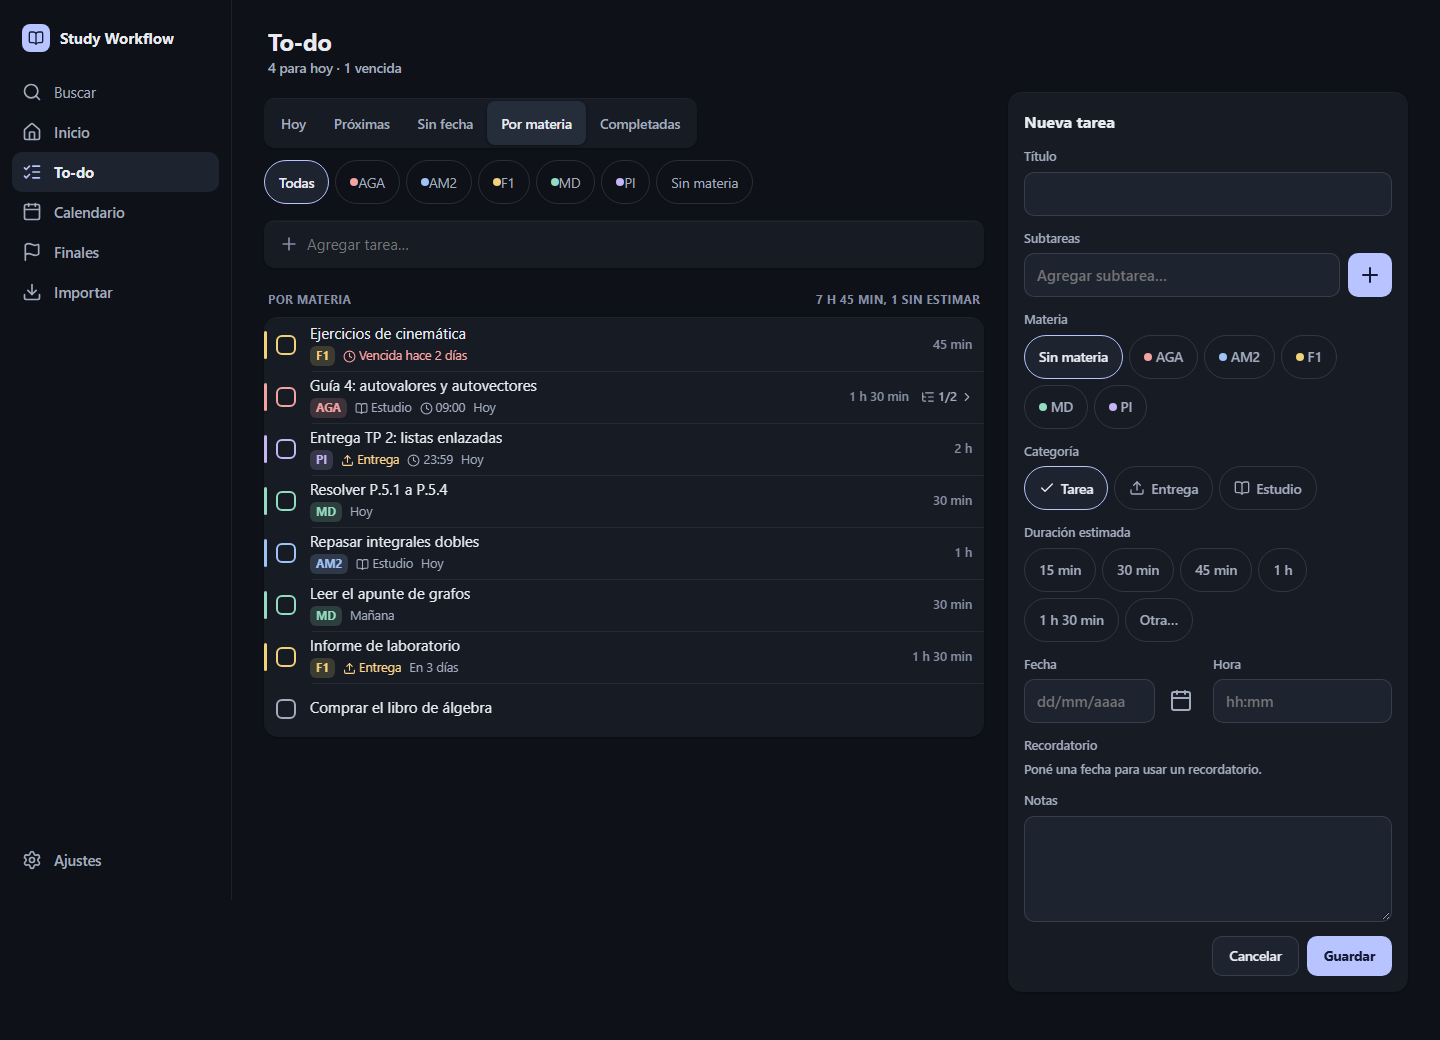 Study Workflow
Buscar
Inicio
To-do
Calendario
Finales
Importar
Ajustes
To-do
4 para hoy · 1 vencida
Hoy
Próximas
Sin fecha
Por materia
Completadas
Todas
AGA
AM2
F1
MD
PI
Sin materia
Agregar tarea...
POR MATERIA
7 H 45 MIN, 1 SIN ESTIMAR
Ejercicios de cinemática
F1 Vencida hace 2 días
45 min
Guía 4: autovalores y autovectores
AGA Estudio 09:00 Hoy
1 h 30 min 1/2
Entrega TP 2: listas enlazadas
PI Entrega 23:59 Hoy
2 h
Resolver P.5.1 a P.5.4
MD Hoy
30 min
Repasar integrales dobles
AM2 Estudio Hoy
1 h
Leer el apunte de grafos
MD Mañana
30 min
Informe de laboratorio
F1 Entrega En 3 días
1 h 30 min
Comprar el libro de álgebra
Nueva tarea
Título
Subtareas
Agregar subtarea...
Materia
Sin materia
AGA
AM2
F1
MD
PI
Categoría
Tarea
Entrega
Estudio
Duración estimada
15 min
30 min
45 min
1 h
1 h 30 min
Otra...
Fecha
Hora
dd/mm/aaaa
hh:mm
Recordatorio
Poné una fecha para usar un recordatorio.
Notas
Cancelar
Guardar